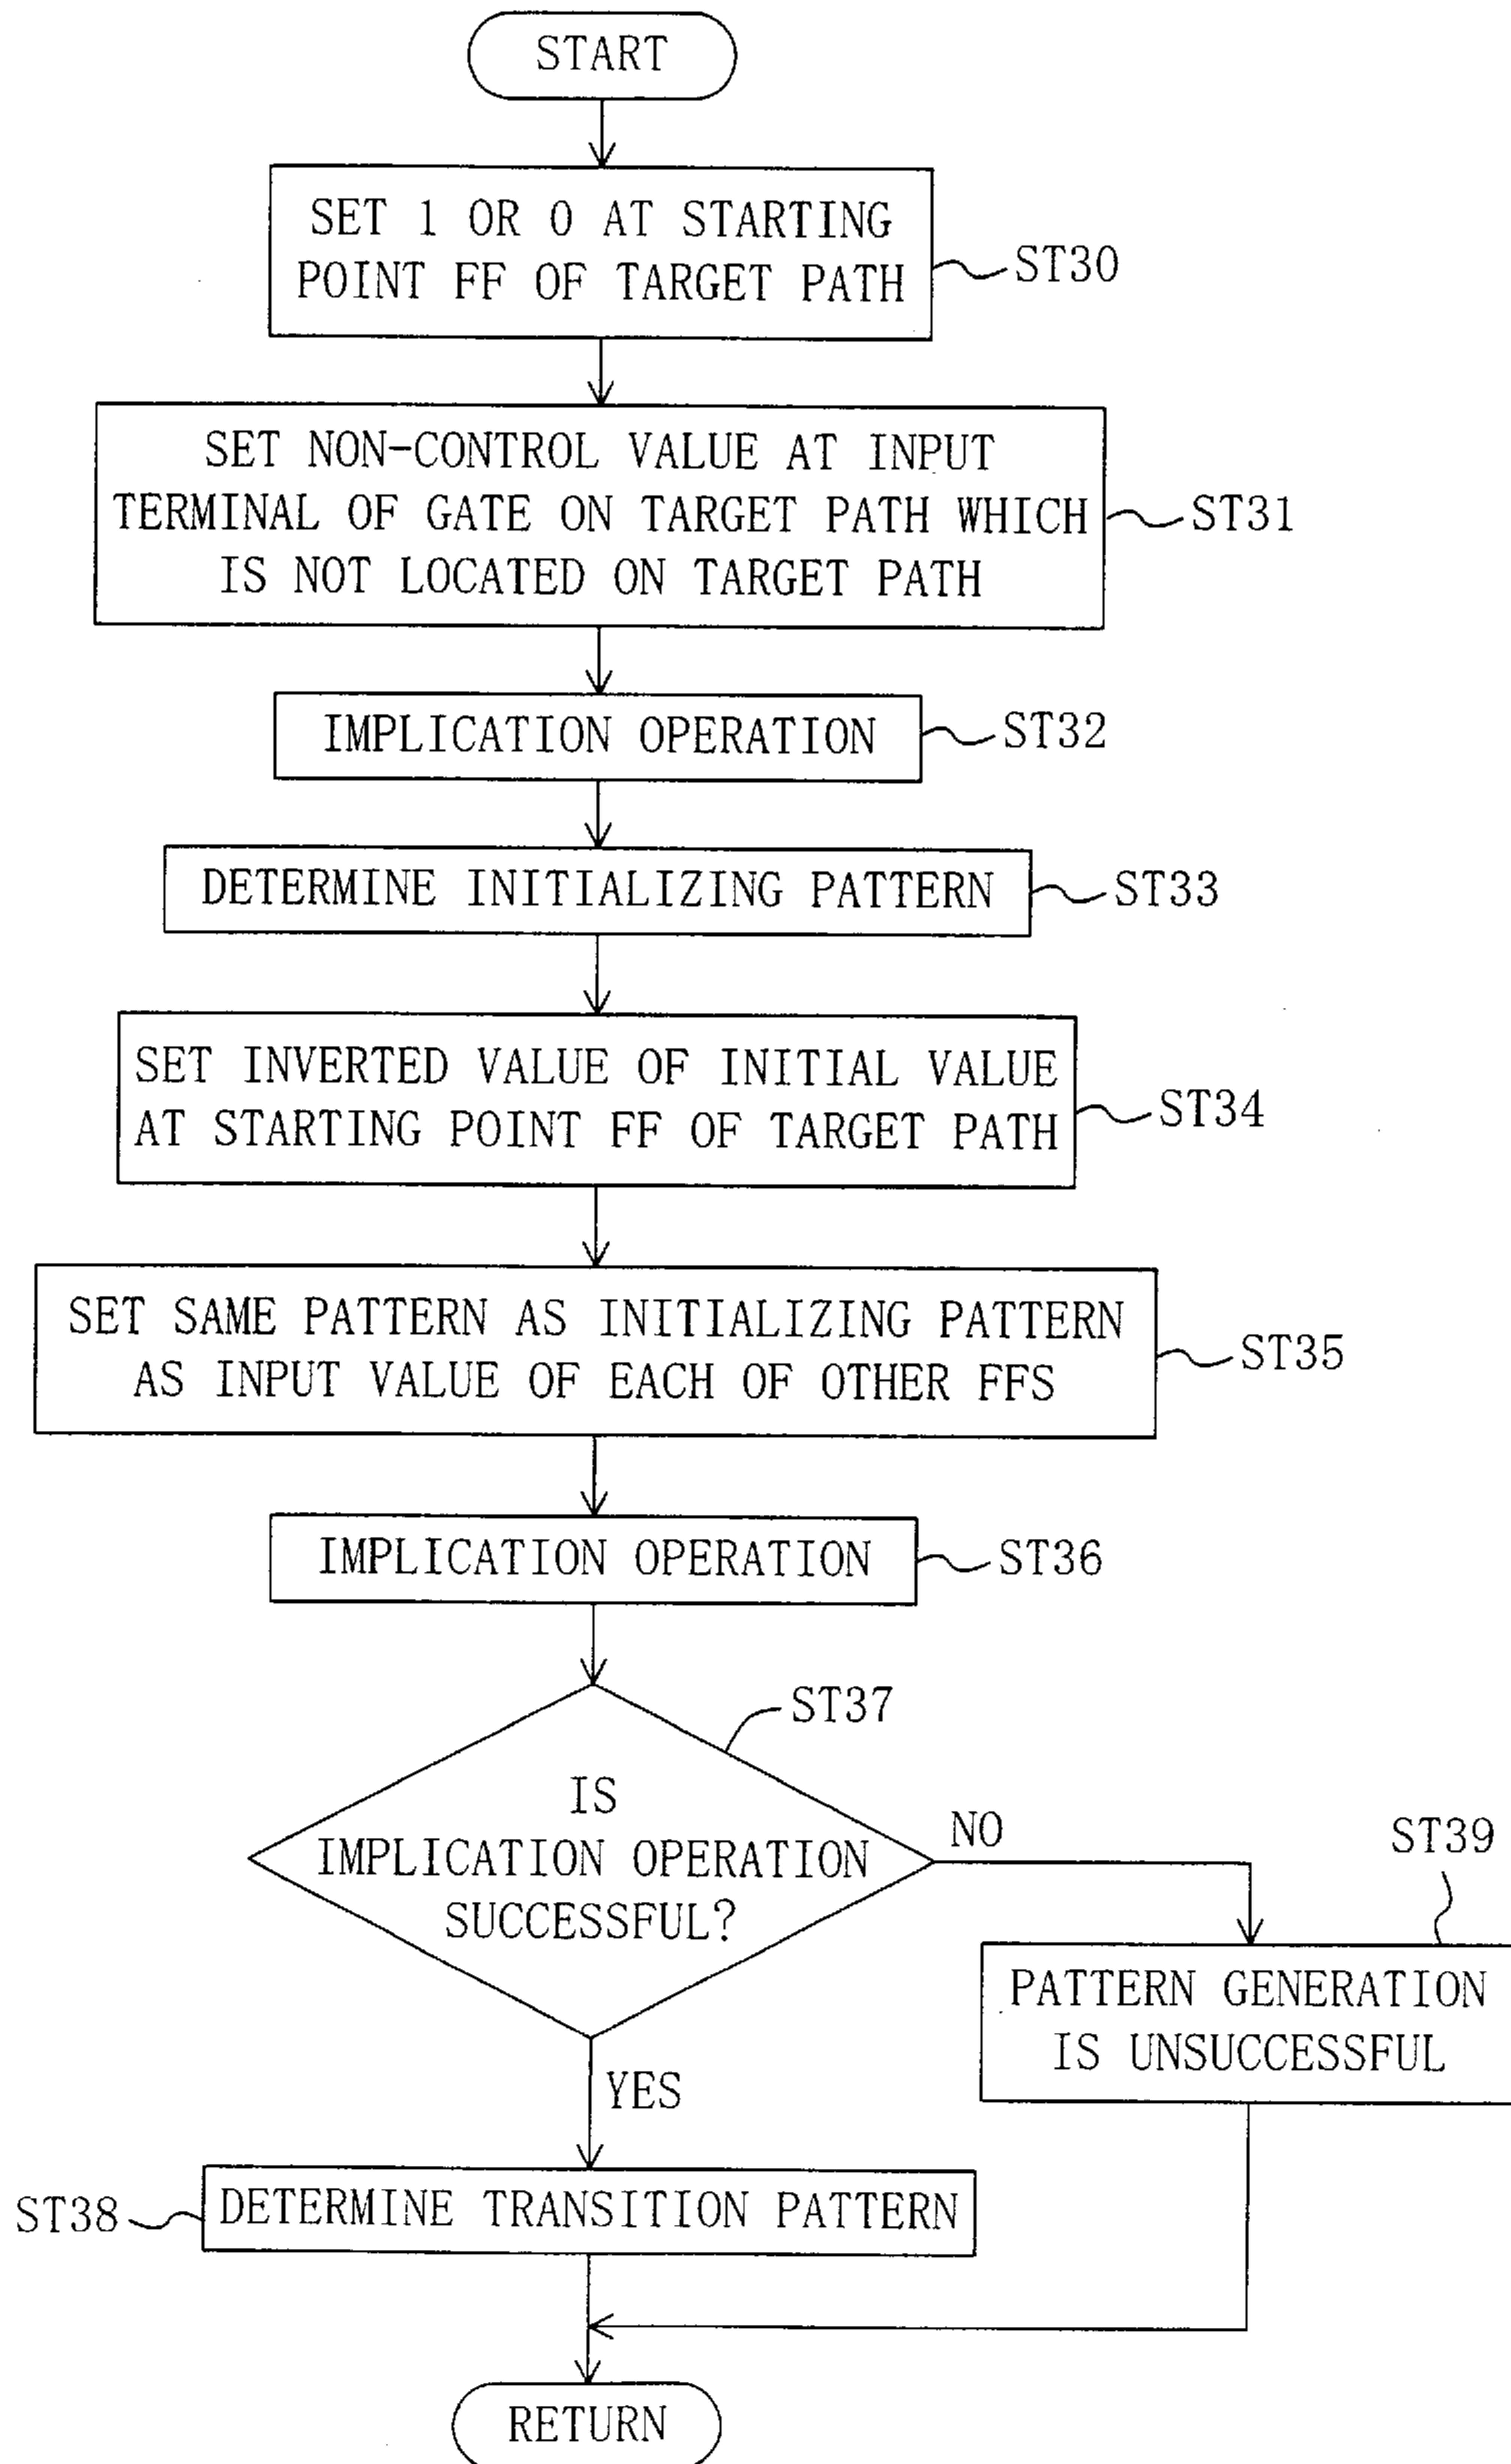 START
SET 1 OR 0 AT STARTING
POINT FF OF TARGET PATH
ST30
SET NON-CONTROL VALUE AT INPUT
TERMINAL OF GATE ON TARGET PATH WHICH
IS NOT LOCATED ON TARGET PATH
ST31
IMPLICATION OPERATION
ST32
DETERMINE INITIALIZING PATTERN
ST33
SET INVERTED VALUE OF INITIAL VALUE
AT STARTING POINT FF OF TARGET PATH
ST34
SET SAME PATTERN AS INITIALIZING PATTERN
AS INPUT VALUE OF EACH OF OTHER FFS
ST35
IMPLICATION OPERATION
ST36
ST37
IS
IMPLICATION OPERATION
SUCCESSFUL?
NO
ST39
PATTERN GENERATION
IS UNSUCCESSFUL
YES
ST38
DETERMINE TRANSITION PATTERN
RETURN